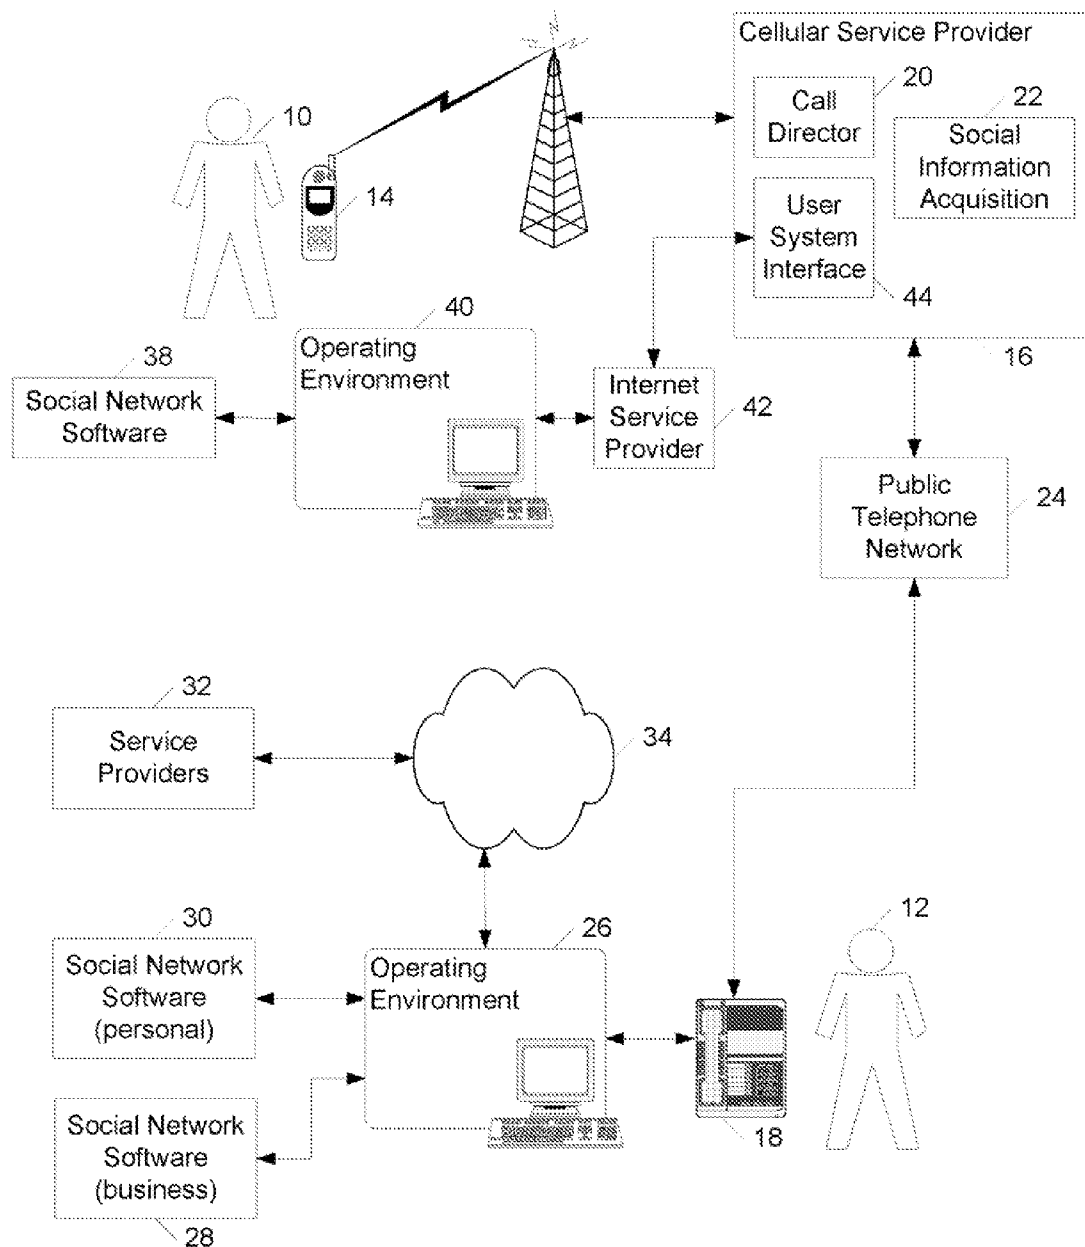 Cellular Service Provider
20
Call
Director
22
Social
Information
Acquisition
10
14
User
System
Interface
44
40
Operating
Environment
38
Social Network
Software
Internet
Service
Provider
42
16
Public
Telephone
Network
24
32
Service
Providers
34
30
Social Network
Software
(personal)
26
Operating
Environment
12
18
Social Network
Software
(business)
28